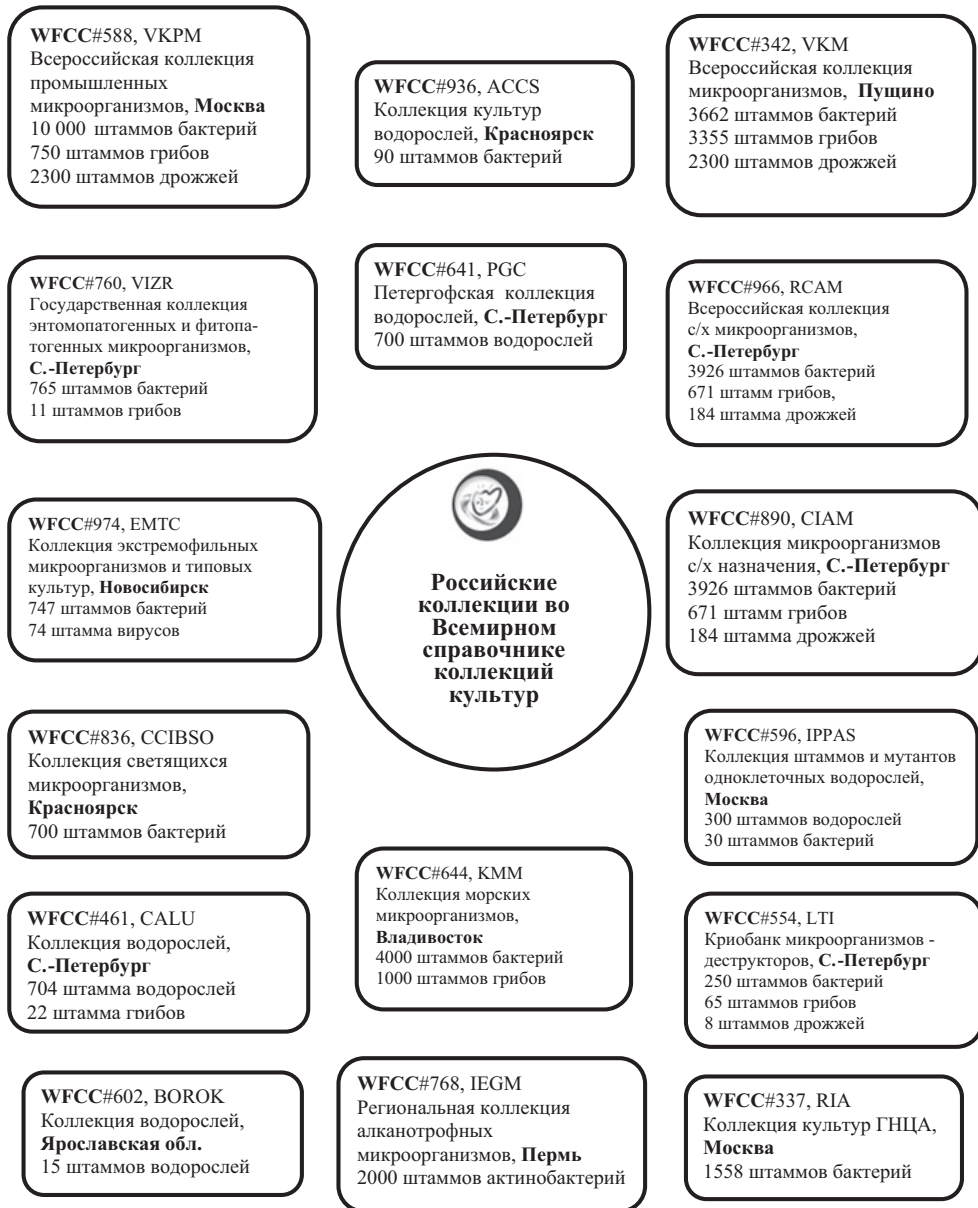 WFCC#588, VKPM
Всероссийская коллекция
промышленных
микроорганизмов, Москва
10 000 штаммов бактерий
750 штаммов грибов
2300 штаммов дрожжей
WFCC#936, ACCS
Коллекция культур
водорослей, Красноярск
90 штаммов бактерий
WFCC#342, VKM
Всероссийская коллекция
микроорганизмов, Пущино
3662 штаммов бактерий
3355 штаммов грибов
2300 штаммов дрожжей
WFCC#760, VIZR
Государственная коллекция
энтомопатогенных и фитопа-
тогенных микроорганизмов,
С.-Петербург
765 штаммов бактерий
11 штаммов грибов
WFCC#641, PGC
Петергофская коллекция
водорослей, С.-Петербург
700 штаммов водорослей
WFCC#966, RCAM
Всероссийская коллекция
с/х микроорганизмов,
С.-Петербург
3926 штаммов бактерий
671 штамм грибов,
184 штамма дрожжей
WFCC#974, EMTC
Коллекция экстремофильных
микроорганизмов и типовых
культур, Новосибирск
747 штаммов бактерий
74 штамма вирусов
Российские
коллекции во
Всемирном
справочнике
коллекций
культур
WFCC#890, CIAM
Коллекция микроорганизмов
с/х назначения, С.-Петербург
3926 штаммов бактерий
671 штамм грибов
184 штамма дрожжей
WFCC#836, CCIBSO
Коллекция светящихся
микроорганизмов,
Красноярск
700 штаммов бактерий
WFCC#596, IPPAS
Коллекция штаммов и мутантов
одноклеточных водорослей,
Москва
300 штаммов водорослей
30 штаммов бактерий
WFCC#461, CALU
Коллекция водорослей,
С.-Петербург
704 штамма водорослей
22 штамма грибов
WFCC#644, KMM
Коллекция морских
микроорганизмов,
Владивосток
4000 штаммов бактерий
1000 штаммов грибов
WFCC#554, LTI
Криобанк микроорганизмов -
деструкторов, С.-Петербург
250 штаммов бактерий
65 штаммов грибов
8 штаммов дрожжей
WFCC#602, BOROK
Коллекция водорослей,
Ярославская обл.
15 штаммов водорослей
WFCC#768, IEGM
Региональная коллекция
алканотрофных
микроорганизмов, Пермь
2000 штаммов актинобактерий
WFCC#337, RIA
Коллекция культур ГНЦА,
Москва
1558 штаммов бактерий